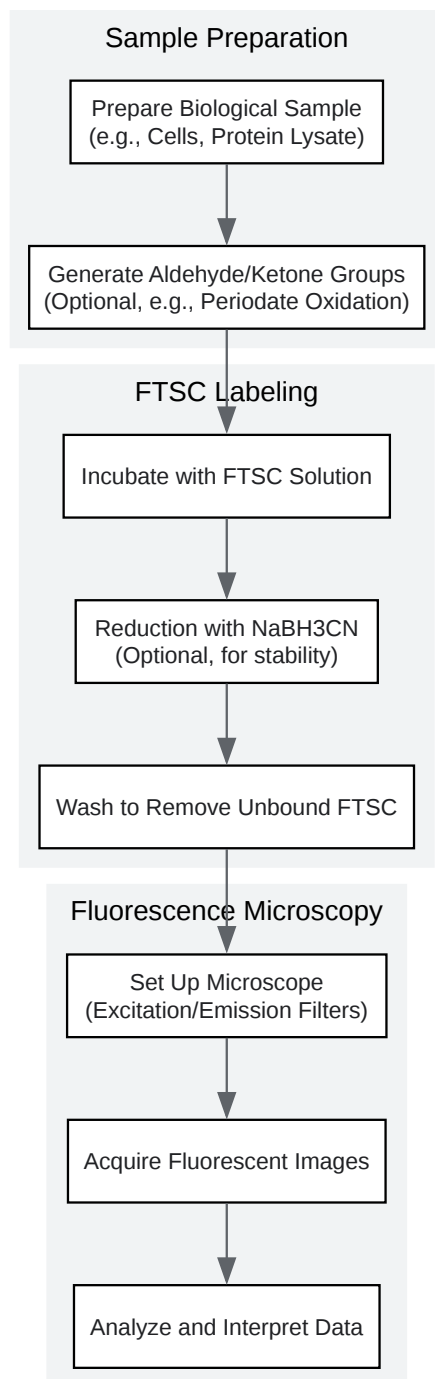 Sample Preparation
Prepare Biological Sample
(e.g., Cells, Protein Lysate)
Generate Aldehyde/Ketone Groups
(Optional, e.g., Periodate Oxidation)
FTSC Labeling
Incubate with FTSC Solution
Reduction with NaBH3CN
(Optional, for stability)
Wash to Remove Unbound FTSC
Fluorescence Microscopy
Set Up Microscope
(Excitation/Emission Filters)
Acquire Fluorescent Images
Analyze and Interpret Data